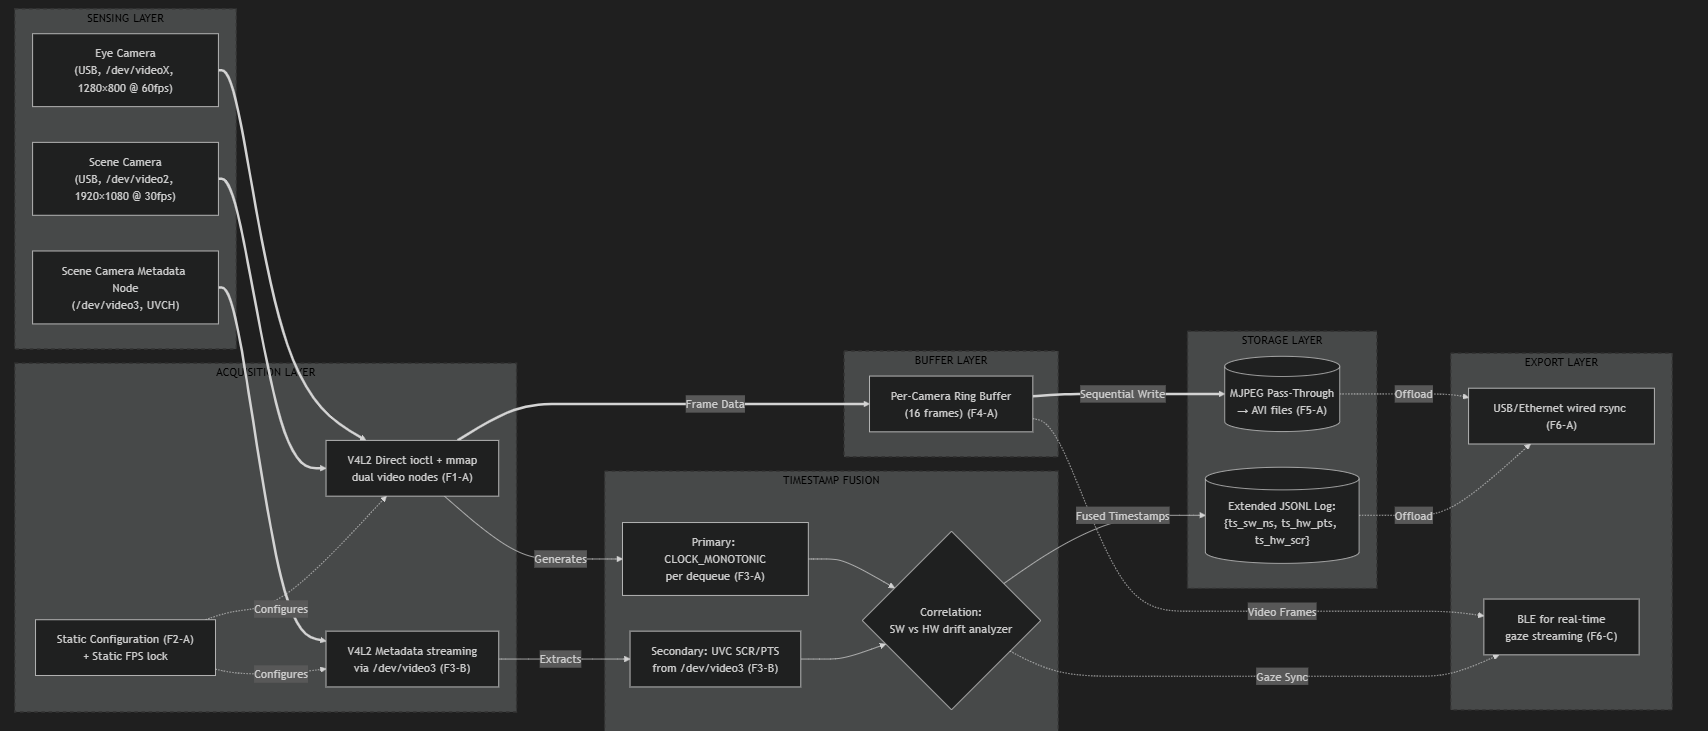 SENSING LAYER
Eye Camera
(USB, /dev/videoX,
1280×800 @ 60fps)
Scene Camera
(USB, /dev/video2,
1920×1080 @ 30fps)
Scene Camera Metadata
Node
(/dev/video3, UVCH)
ACQUISITION LAYER
V4L2 Direct ioctl + mmap
dual video nodes (F1-A)
Configures
Static Configuration (F2-A)
+ Static FPS lock
Configures
V4L2 Metadata streaming
via /dev/video3 (F3-B)
Frame Data
Generates
Extracts
BUFFER LAYER
Per-Camera Ring Buffer
(16 frames) (F4-A)
TIMESTAMP FUSION
Primary:
CLOCK_MONOTONIC
per dequeue (F3-A)
Secondary: UVC SCR/PTS
from /dev/video3 (F3-B)
Correlation:
SW vs HW drift analyzer
Sequential Write
Fused Timestamps
STORAGE LAYER
MJPEG Pass-Through
→ AVI files (F5-A)
Extended JSONL Log:
{ts_sw_ns, ts_hw_pts,
ts_hw_scr}
Video Frames
Gaze Sync
Offload
Offload
EXPORT LAYER
USB/Ethernet wired rsync
(F6-A)
BLE for real-time
gaze streaming (F6-C)